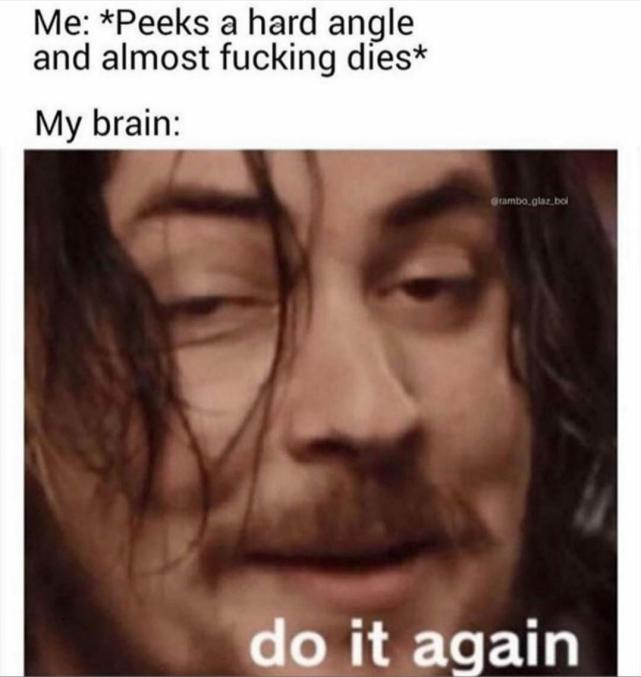 Me: *Peeks a hard angle
and almost fucking dies*
My brain:
@rambo_glaz_boi
do it again